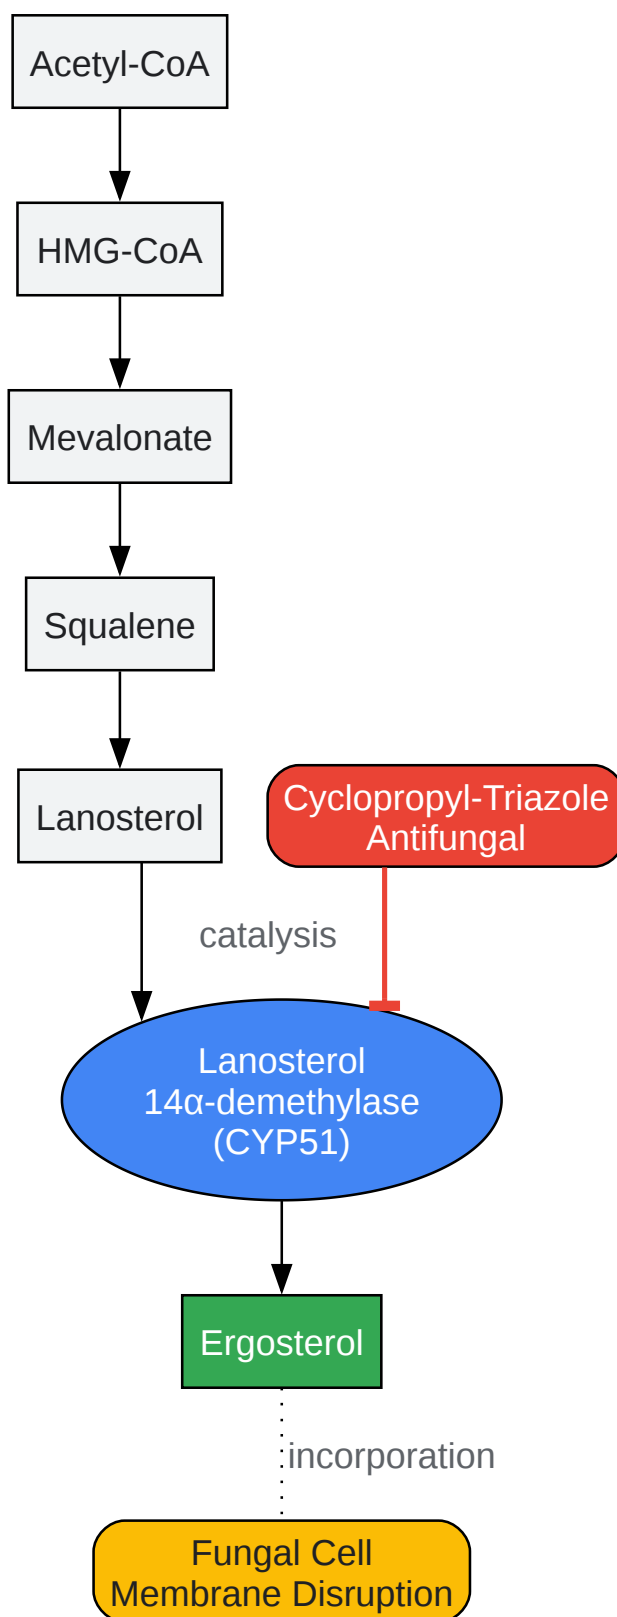 Acetyl-CoA
HMG-CoA
Mevalonate
Squalene
Lanosterol
Cyclopropyl-Triazole
Antifungal
catalysis
Lanosterol
14α-demethylase
(CYP51)
Ergosterol
incorporation
Fungal Cell
Membrane Disruption